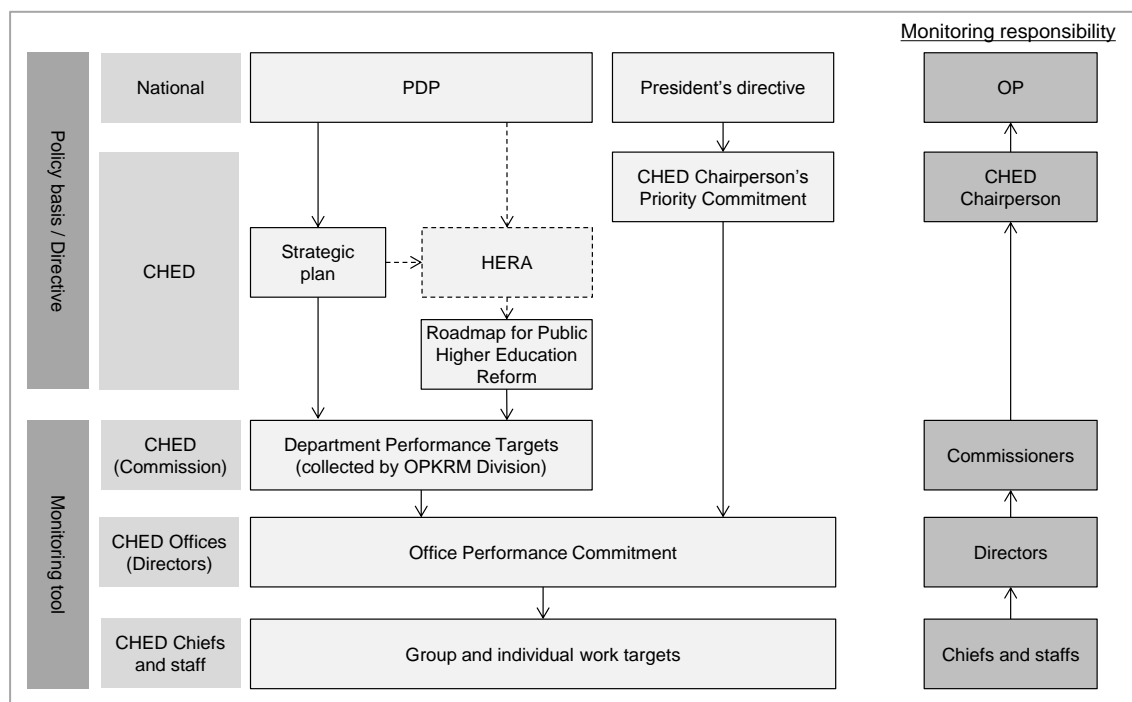 Monitoring responsibility
Policy basis / Directive
National
PDP
President's directive
OP
CHED
CHED Chairperson's
Priority Commitment
CHED
Chairperson
Strategic
plan
HERA
Roadmap for Public
Higher Education
Reform
Monitoring tool
CHED
(Commission)
Department Performance Targets
(collected by OPKRM Division)
Commissioners
CHED Offices
(Directors)
Office Performance Commitment
Directors
CHED Chiefs
and staff
Group and individual work targets
Chiefs and staffs